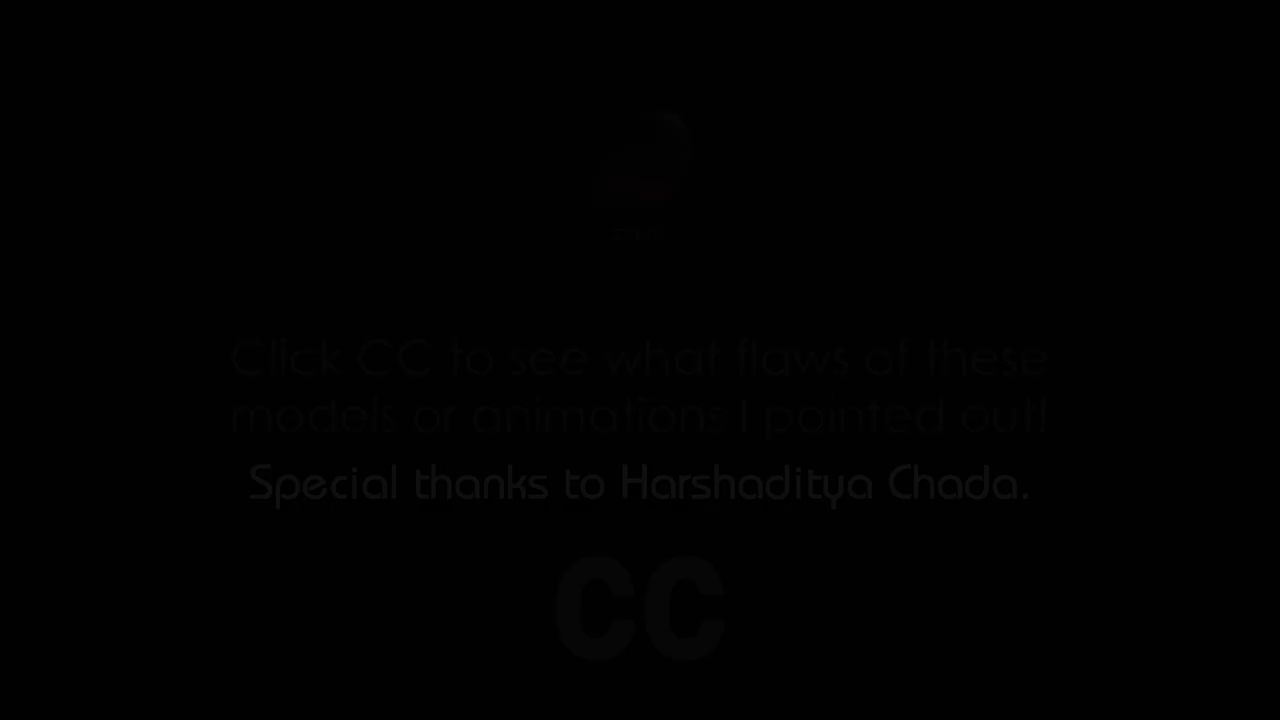 Click CC to see what flaws of these
models or animations I pointed out!
Special thanks to Harshaditya Chada.
CC